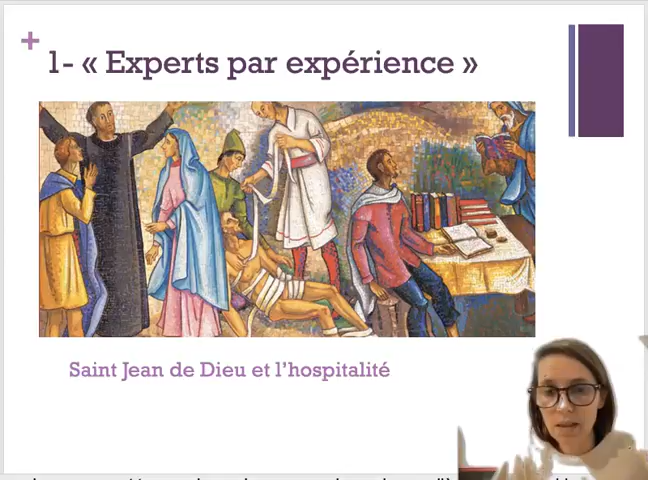 +
1- « Experts par expérience »
Saint Jean de Dieu et l’hospitalité